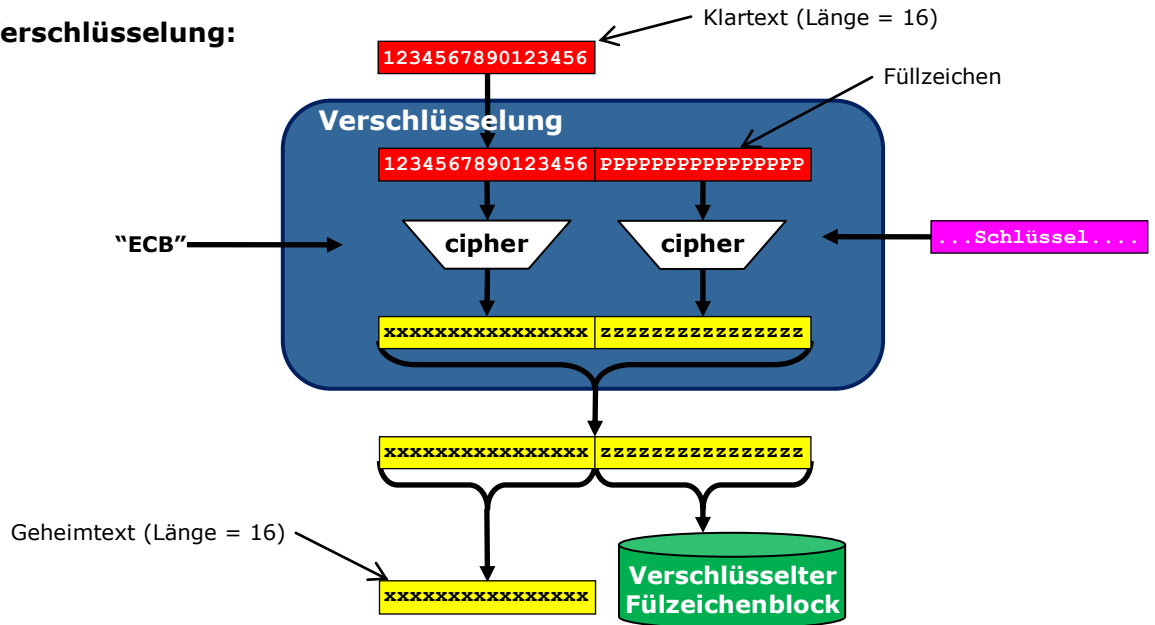 erschlüsselung:
Klartext (Länge = 16)
1234567890123456
Füllzeichen
Verschlüsselung
1234567890123456 PPPPPPPPPPPPPPPP
"ECB"
cipher cipher
...Schlüssel....
xxxxxxxxxxxxxxxx zzzzzzzzzzzzzzzz
xxxxxxxxxxxxxxxx zzzzzzzzzzzzzzzz
Geheimtext (Länge = 16)
Verschlüsselter
Fülzeichenblock
xxxxxxxxxxxxxxxx